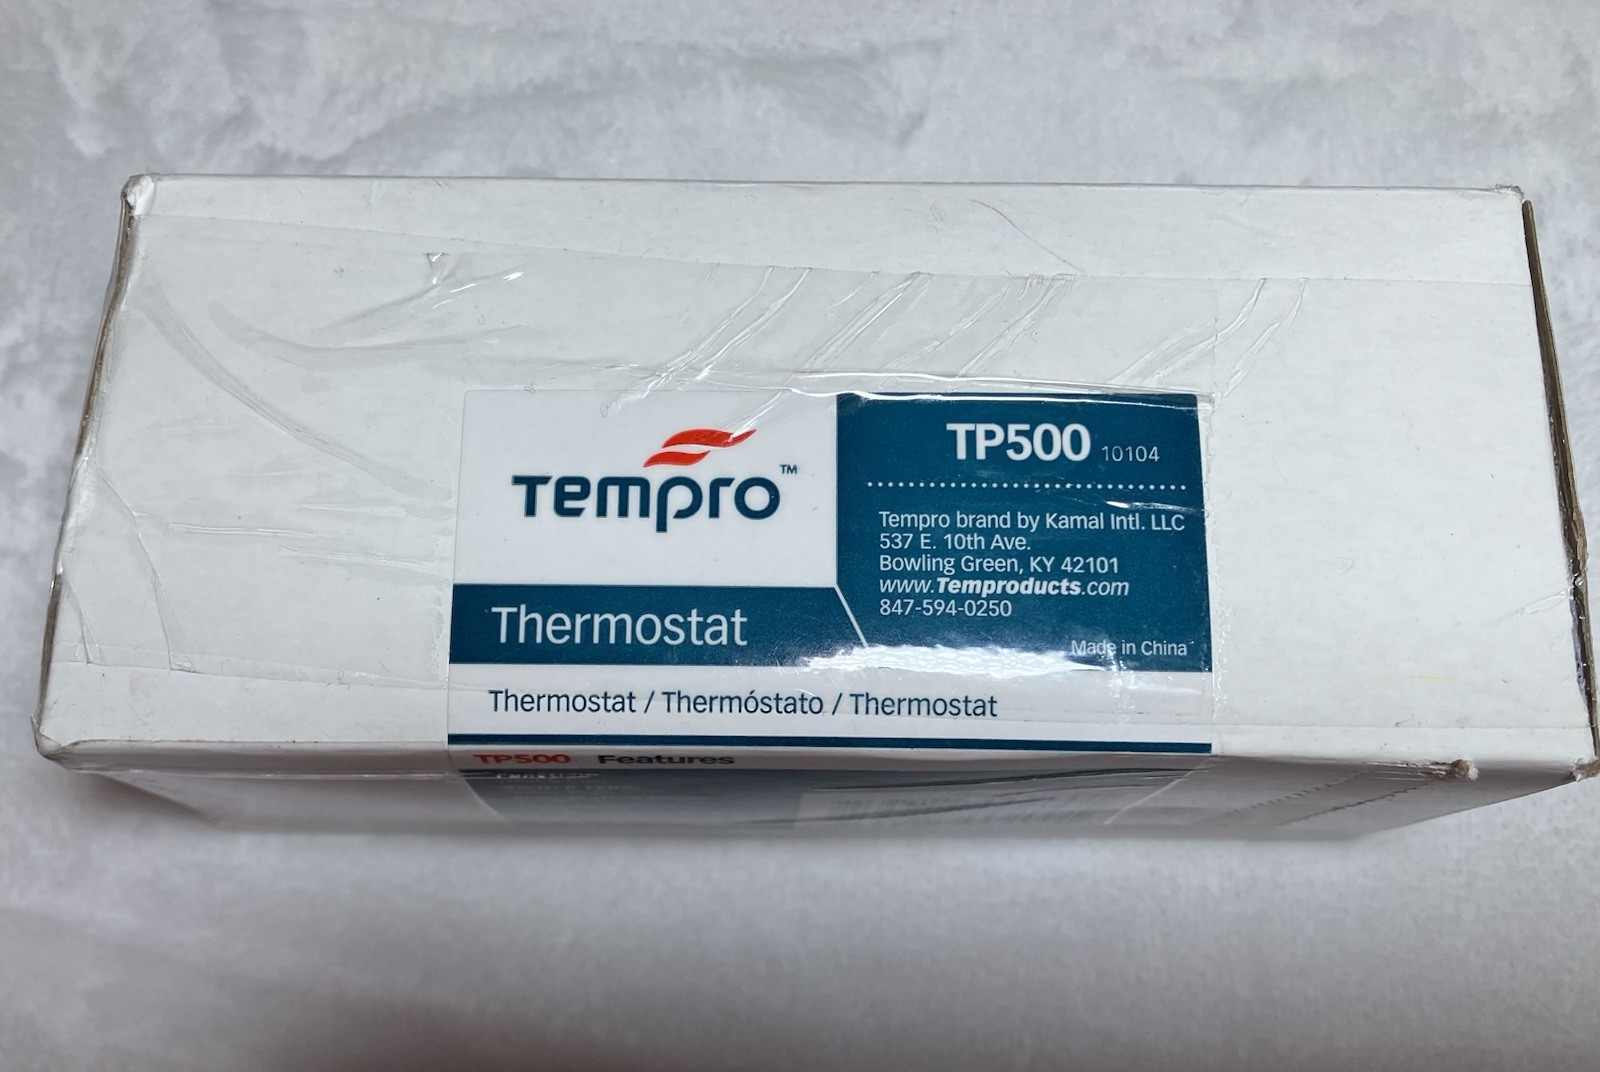 Tempro™
TP500 10104
Tempro brand by Kamal Intl. LLC
537 E. 10th Ave.
Bowling Green, KY 42101
www.Temproducts.com
847-594-0250
Made in China
Thermostat
Thermostat / Thermóstato / Thermostat
TP500 Features